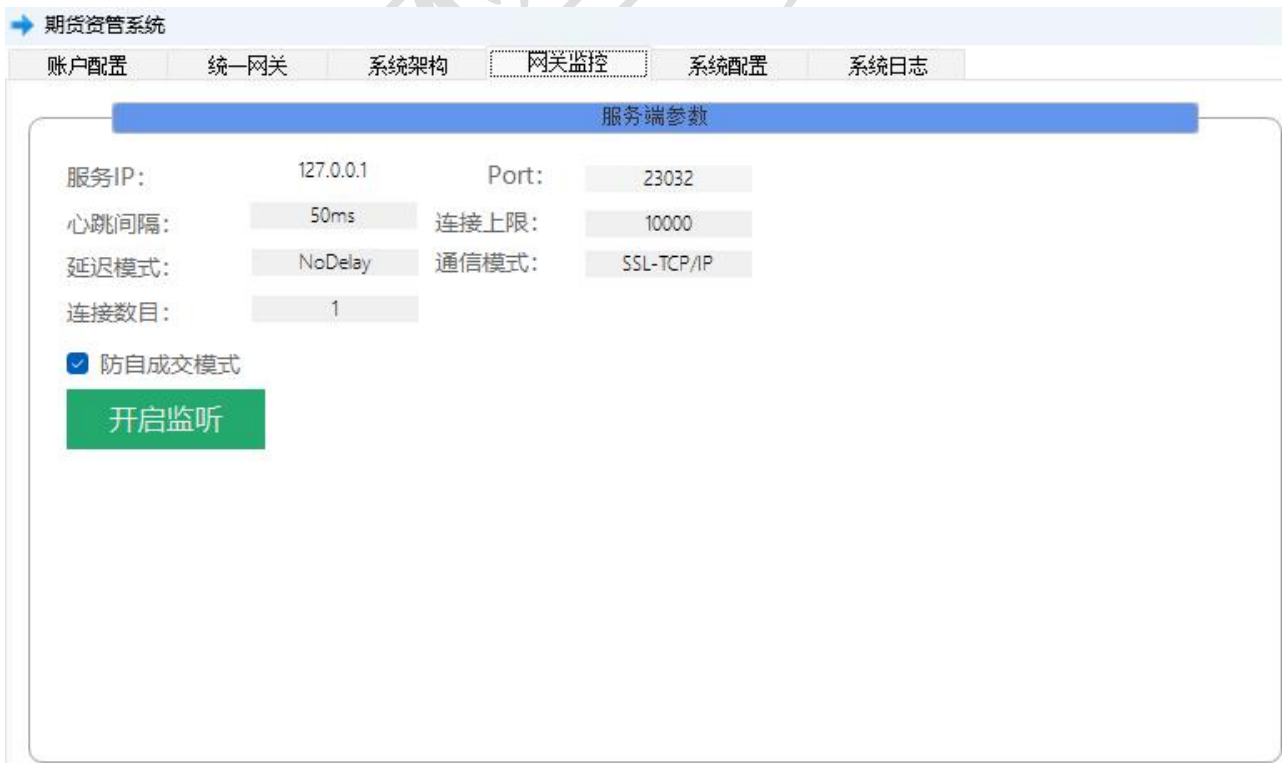 期货资管系统
账户配置 统一网关 系统架构 网关监控 系统配置 系统日志
服务端参数
服务IP: 127.0.0.1 Port: 23032
心跳间隔: 50ms 连接上限: 10000
延迟模式: NoDelay 通信模式: SSL-TCP/IP
连接数目: 1
防自成交模式
开启监听